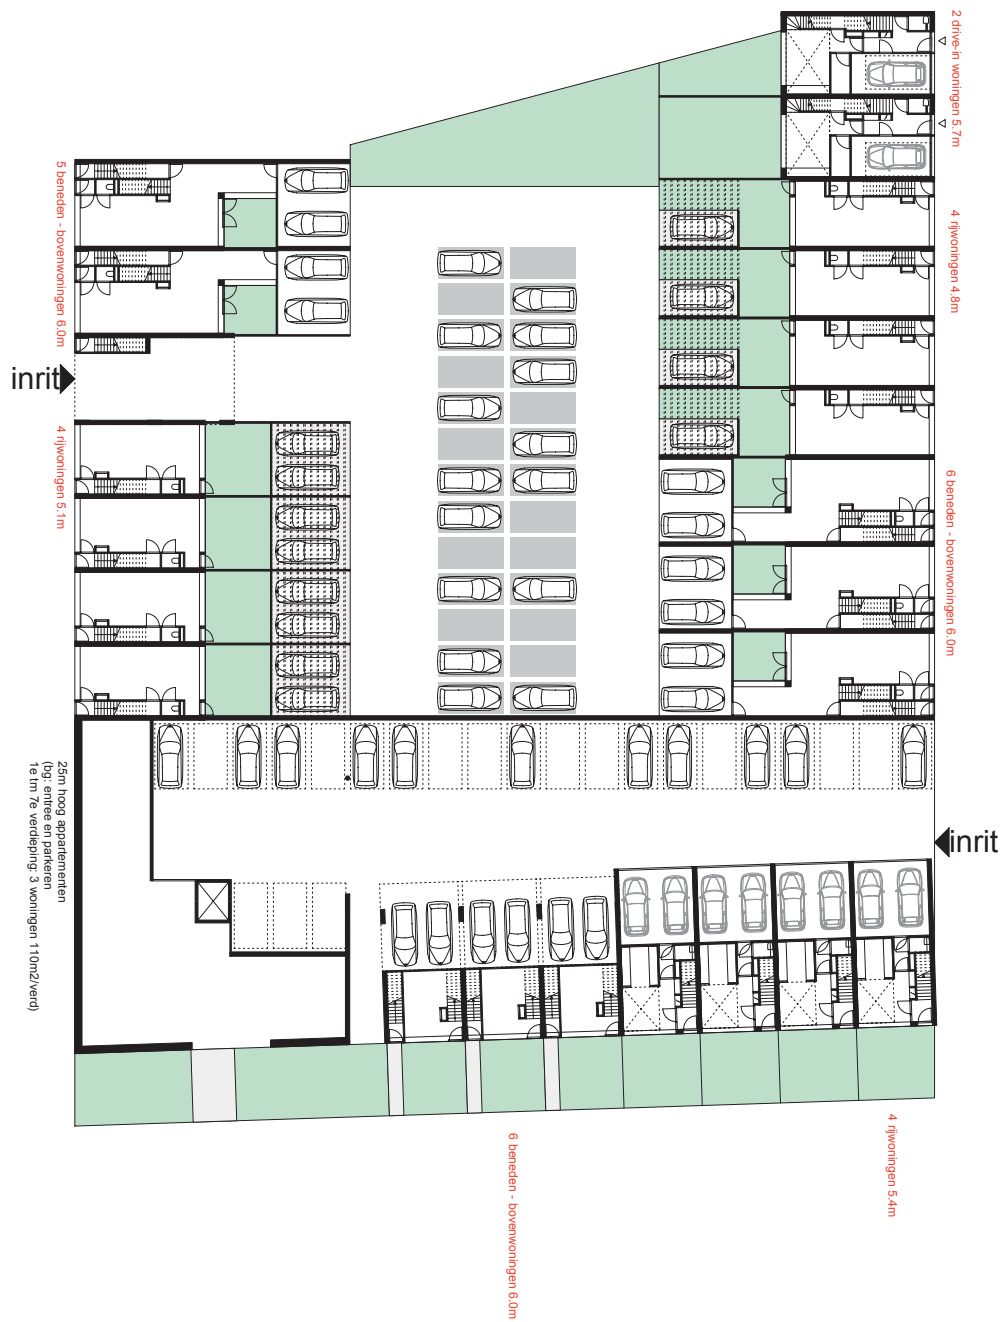 2 drive-in woningen 5.7m
5 beneden - bovenwoningen 6.0m
4 rijwoningen 4.8m
inrit
4 rijwoningen 5.1m
6 beneden - bovenwoningen 6.0m
25m hoog appartementen
(bg: entree en parkeren
1e tm 7e verdieping: 3 woningen 110m2/verd)
inrit
4 rijwoningen 5.4m
6 beneden - bovenwoningen 6.0m